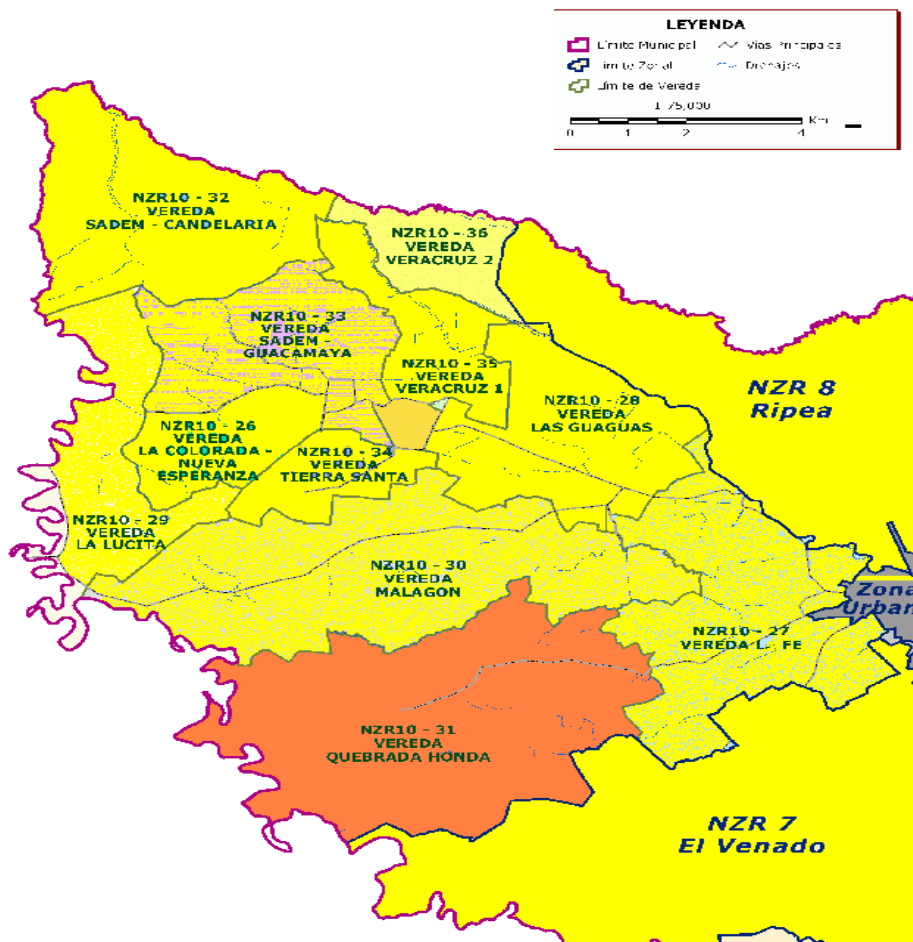 LEYENDA
Límite Municipal
Vías Principales
Límite Zonal
Drenajes
Límite de Vereda
1:75,000
Km
0 1 2 4
NZR10 - 32
VEREDA
SADEM - CANDELARIA
NZR10 - 36
VEREDA
VERACRUZ 2
NZR10 - 33
VEREDA
SADEM -
GUACAMAYA
NZR10 - 35
VEREDA
VERACRUZ 1
NZR 8
Ripea
NZR10 - 28
VEREDA
LAS GUAGUAS
NZR10 - 26
VEREDA
LA COLORADA -
NUEVA
ESPERANZA
NZR10 - 34
VEREDA
TIERRA SANTA
NZR10 - 29
VEREDA
LA LUCITA
NZR10 - 30
VEREDA
MALAGON
Zona
Urban
NZR10 - 27
VEREDA L. FE
NZR10 - 31
VEREDA
QUEBRADA HONDA
NZR 7
El Venado